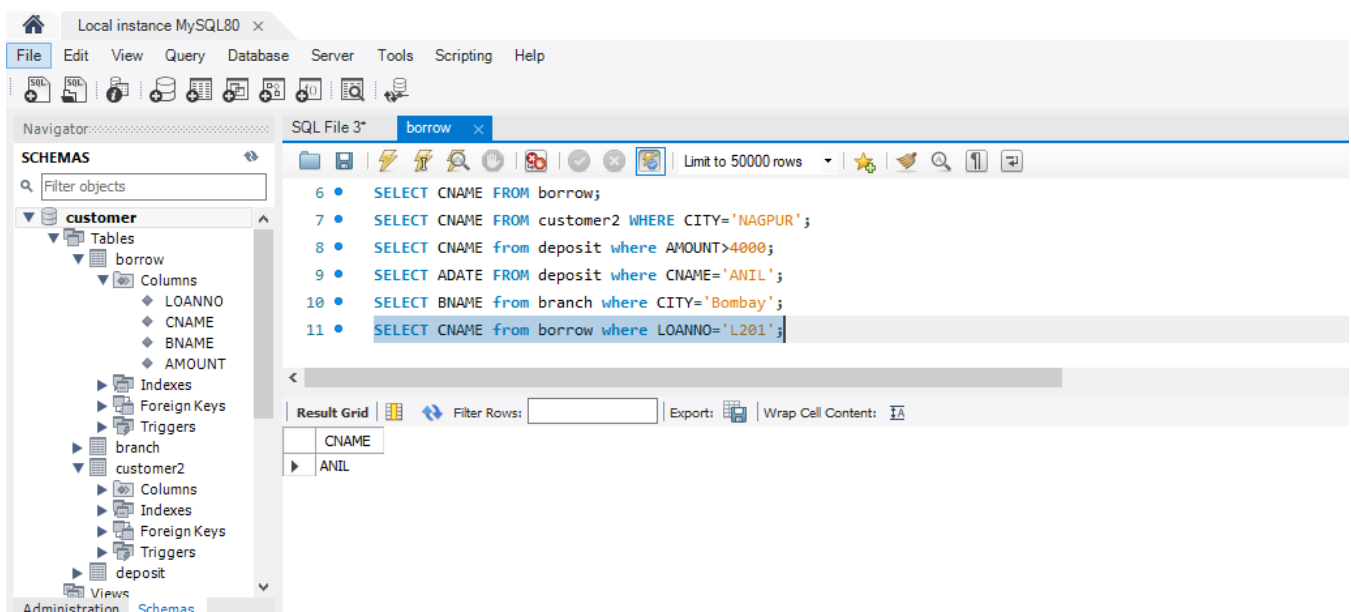 Local instance MySQL80 ×
File Edit View Query Database Server Tools Scripting Help
Navigator
SCHEMAS
Filter objects
customer
Tables
borrow
Columns
LOANNO
CNAME
BNAME
AMOUNT
Indexes
Foreign Keys
Triggers
branch
customer2
Columns
Indexes
Foreign Keys
Triggers
deposit
Views
Administration Schemas
SQL File 3* borrow ×
Limit to 50000 rows
6 SELECT CNAME FROM borrow;
7 SELECT CNAME FROM customer2 WHERE CITY='NAGPUR';
8 SELECT CNAME from deposit where AMOUNT>4000;
9 SELECT ADATE FROM deposit where CNAME='ANIL';
10 SELECT BNAME from branch where CITY='Bombay';
11 SELECT CNAME from borrow where LOANNO='L201';
Result Grid Filter Rows: Export: Wrap Cell Content: IA
CNAME
ANIL